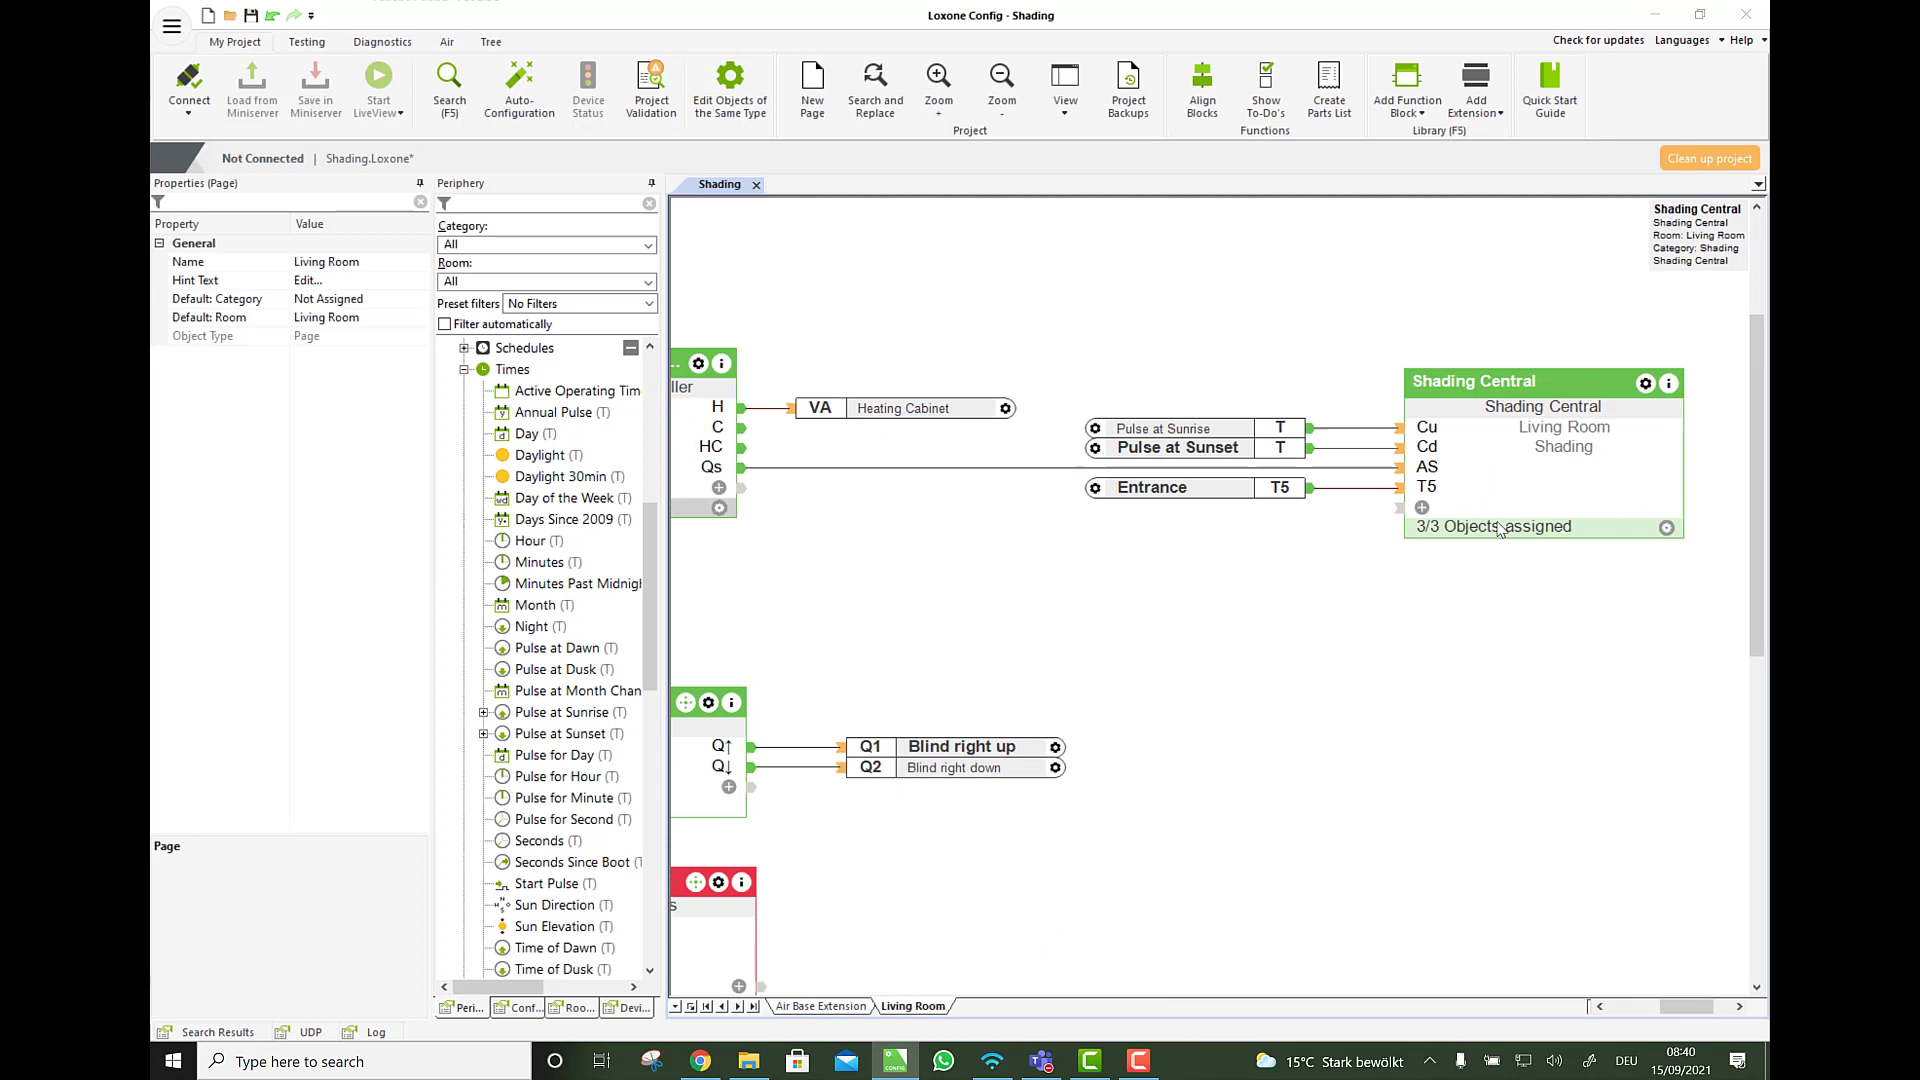 Loxone Config - Shading
My Project
Testing
Diagnostics
Air
Tree
Check for updates
Languages
Help
Connect
Load from
Miniserver
Save in
Miniserver
Start
LiveView
Search
(F5)
Auto-
Configuration
Device
Status
Project
Validation
Edit Objects of
the Same Type
New
Page
Search and
Replace
Zoom
+
Zoom
-
View
Project
Backups
Project
Align
Blocks
Show
To-Do's
Create
Parts List
Functions
Add Function
Block
Add
Extension
Library (F5)
Quick Start
Guide
Not Connected | Shading.Loxone*
Clean up project
Properties (Page)
Property Value
General
Name Living Room
Hint Text Edit...
Default: Category Not Assigned
Default: Room Living Room
Object Type Page
Page
Periphery
Category:
All
Room:
All
Preset filters No Filters
Filter automatically
Schedules
Times
Active Operating Tim
Annual Pulse (T)
Day (T)
Daylight (T)
Daylight 30min (T)
Day of the Week (T)
Days Since 2009 (T)
Hour (T)
Minutes (T)
Minutes Past Midnigh
Month (T)
Night (T)
Pulse at Dawn (T)
Pulse at Dusk (T)
Pulse at Month Chan
Pulse at Sunrise (T)
Pulse at Sunset (T)
Pulse for Day (T)
Pulse for Hour (T)
Pulse for Minute (T)
Pulse for Second (T)
Seconds (T)
Seconds Since Boot (T
Start Pulse (T)
Sun Direction (T)
Sun Elevation (T)
Time of Dawn (T)
Time of Dusk (T)
Peri...
Conf...
Roo...
Devi...
Shading
Shading Central
Shading Central
Room: Living Room
Category: Shading
Shading Central
ller
H
C
HC
Qs
VA Heating Cabinet
Pulse at Sunrise T
Pulse at Sunset T
Entrance T5
Shading Central
Shading Central
Cu Living Room
Cd Shading
AS
T5
3/3 Objects assigned
Q↑
Q↓
Q1 Blind right up
Q2 Blind right down
s
Air Base Extension
Living Room
Search Results
UDP
Log
Type here to search
CONFIG
15°C Stark bewölkt
DEU
08:40
15/09/2021